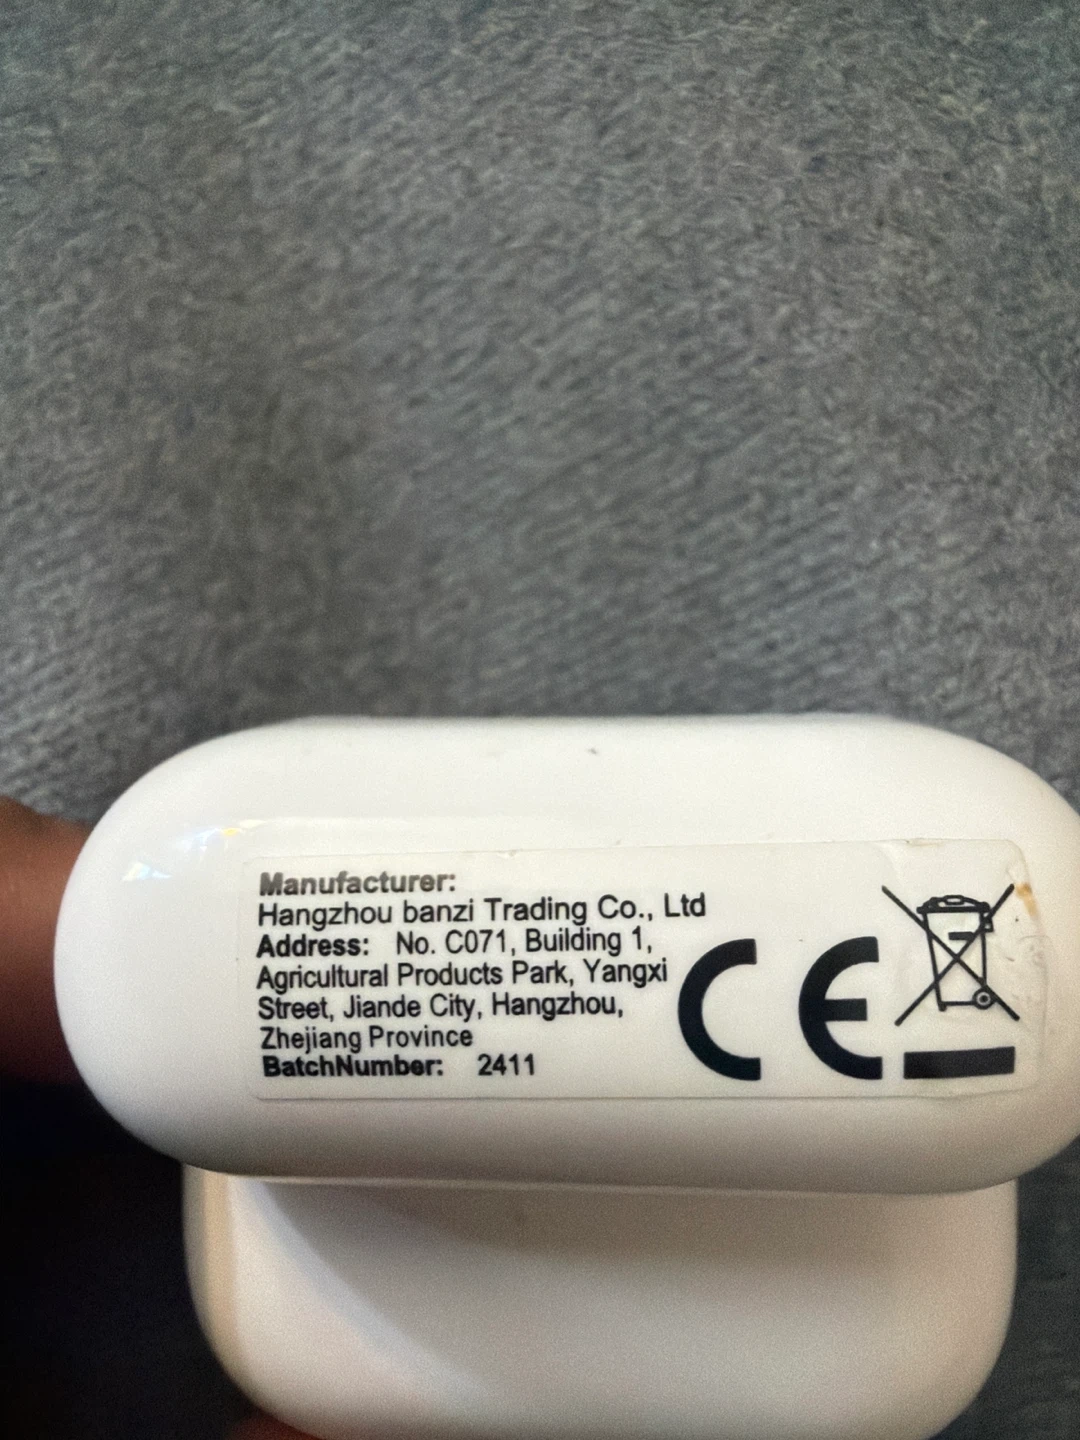 Manufacturer:
Hangzhou banzi Trading Co., Ltd
Address: No. C071, Building 1,
Agricultural Products Park, Yangxi
Street, Jiande City, Hangzhou,
Zhejiang Province
BatchNumber: 2411
CE